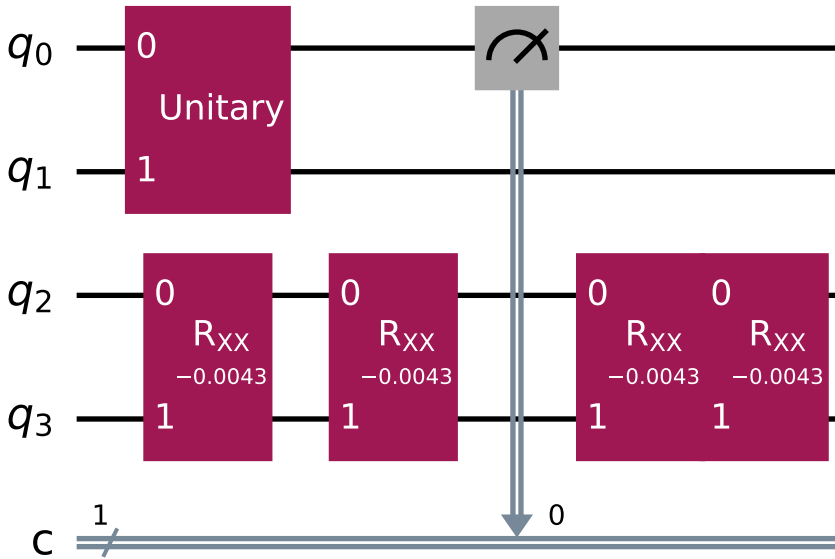 q0 0
Unitary
q1 1
q2 0 0 0 0
RXX RXX RXX RXX
−0.0043 −0.0043 −0.0043 −0.0043
q3 1 1 1 1
1 0
c